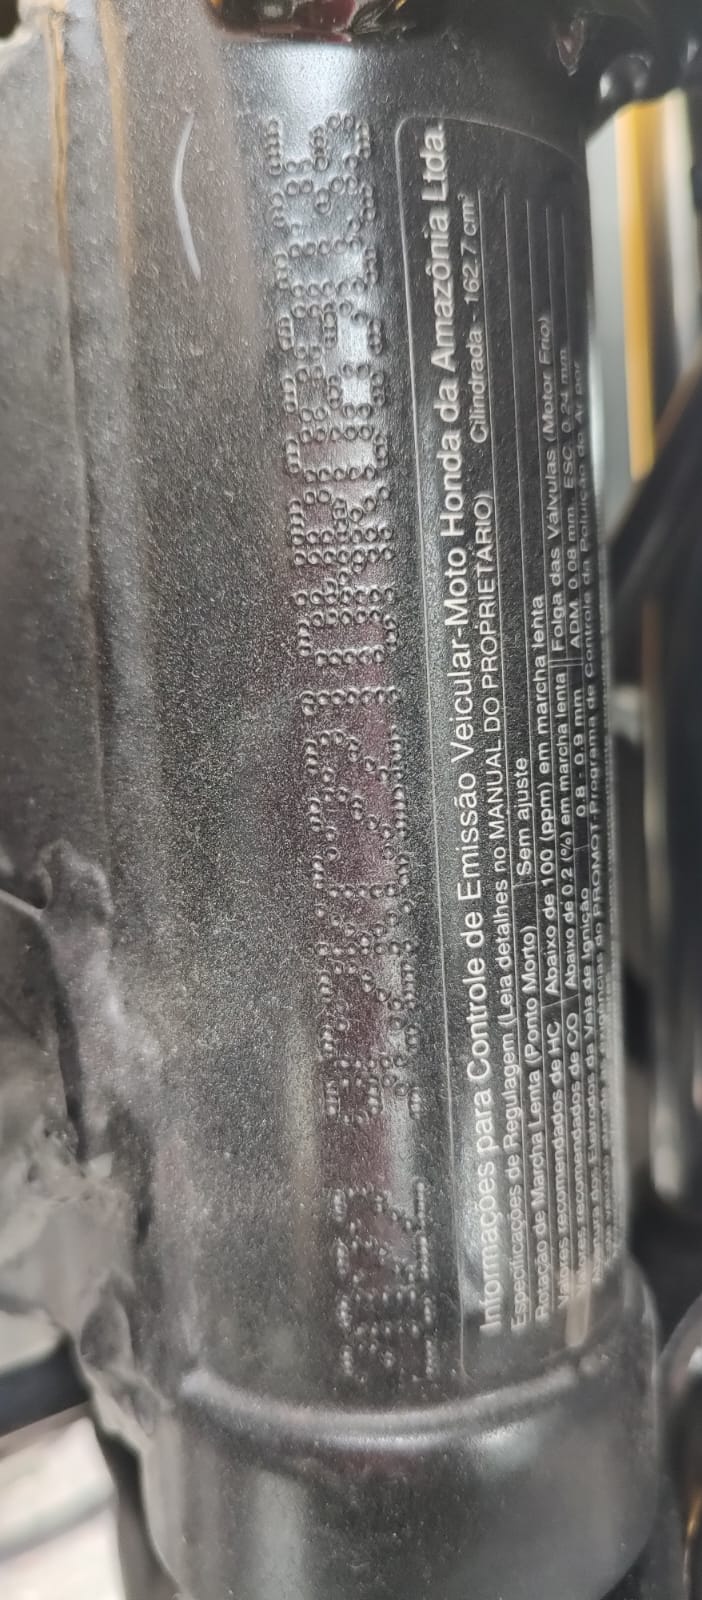 Informações para Controle de Emissão Veicular-Moto Honda da Amazônia Ltda.
Especificações de Regulagem (Leia detalhes no MANUAL DO PROPRIETÁRIO) Cilindrada - 162.7 cm³
Rotação de Marcha Lenta (Ponto Morto) Sem ajuste
Valores recomendados de HC Abaixo de 100 (ppm) em marcha lenta
Valores recomendados de CO Abaixo de 0.2 (%) em marcha lenta Folga das Válvulas (Motor Frio)
Abertura dos Eletrodos da Vela de Ignição 0.8 - 0.9 mm ADM. 0.08 mm ESC. 0.24 mm
exigências do PROMOT-Programa de Controle da Poluição do Ar por